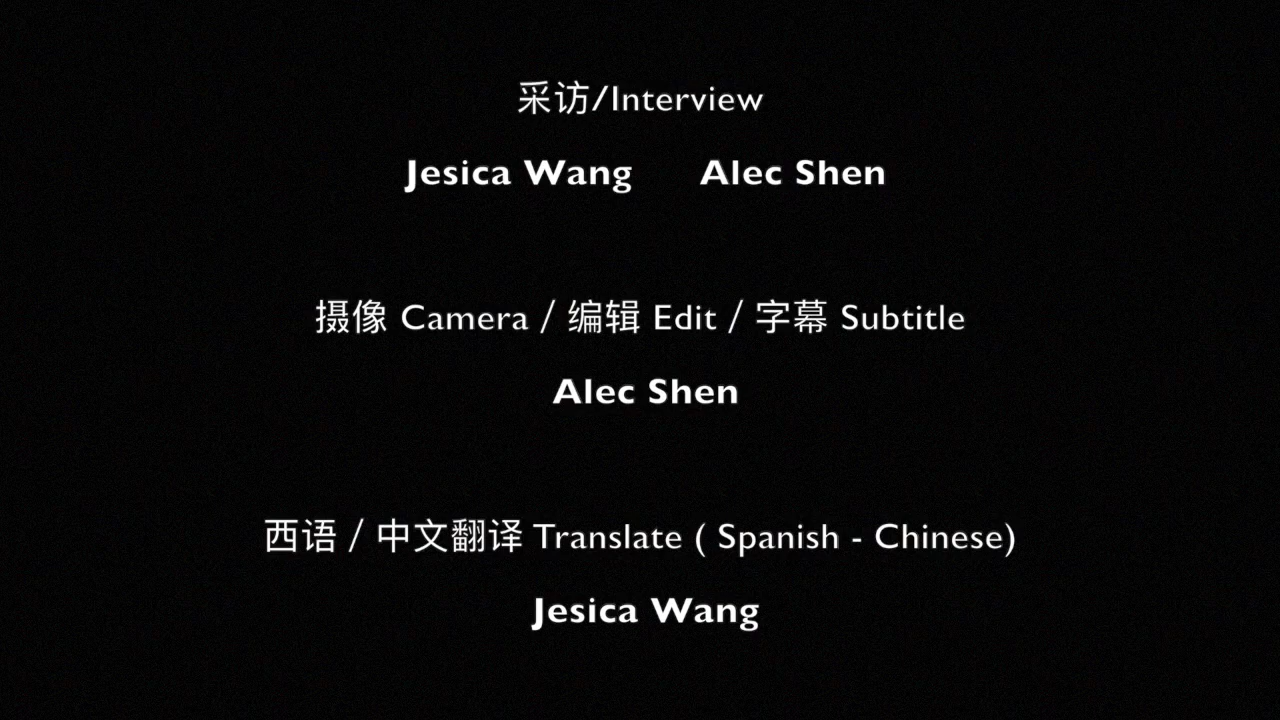 采访/Interview
Jesica Wang Alec Shen
摄像 Camera / 编辑 Edit / 字幕 Subtitle
Alec Shen
西语 / 中文翻译 Translate ( Spanish - Chinese)
Jesica Wang